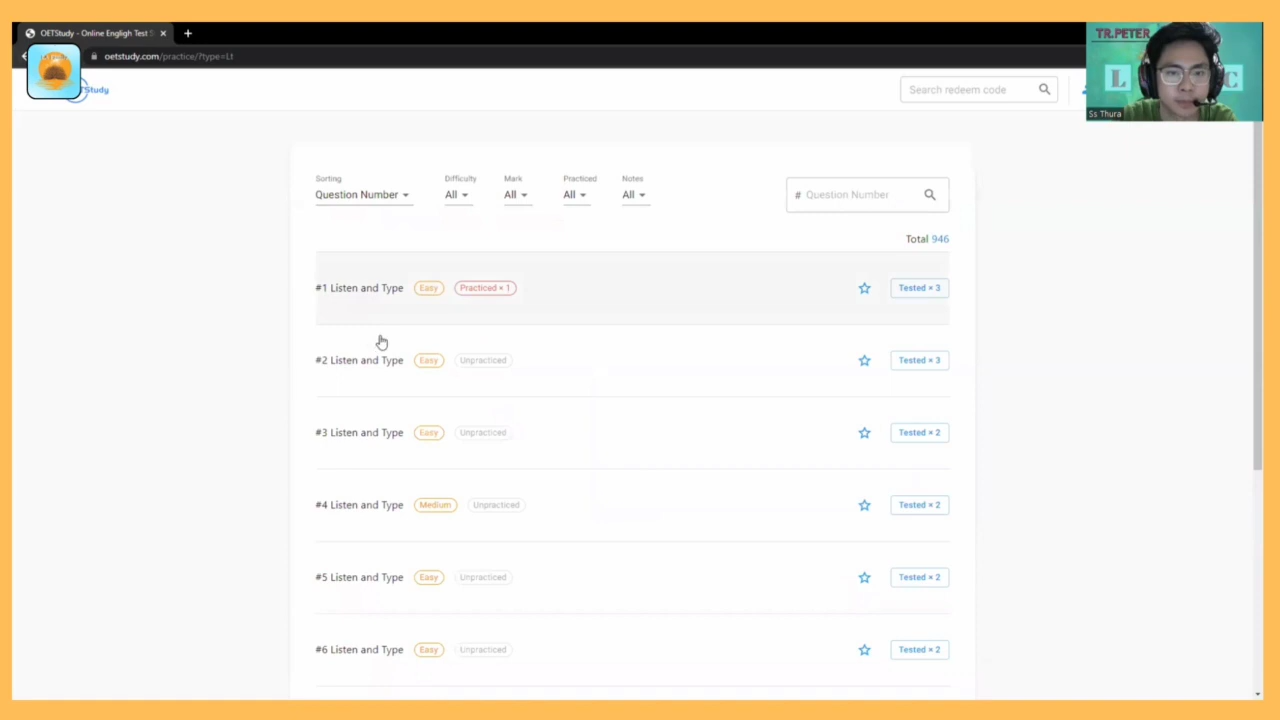 OETStudy - Online Engligh Test S
oetstudy.com/practice/?type=Lt
Study
Search redeem code
TR.PETER
L
C
Ss Thura
Sorting
Difficulty
Mark
Practiced
Notes
Question Number
All
All
All
All
# Question Number
Total 946
#1 Listen and Type Easy Practiced × 1 Tested × 3
#2 Listen and Type Easy Unpracticed Tested × 3
#3 Listen and Type Easy Unpracticed Tested × 2
#4 Listen and Type Medium Unpracticed Tested × 2
#5 Listen and Type Easy Unpracticed Tested × 2
#6 Listen and Type Easy Unpracticed Tested × 2